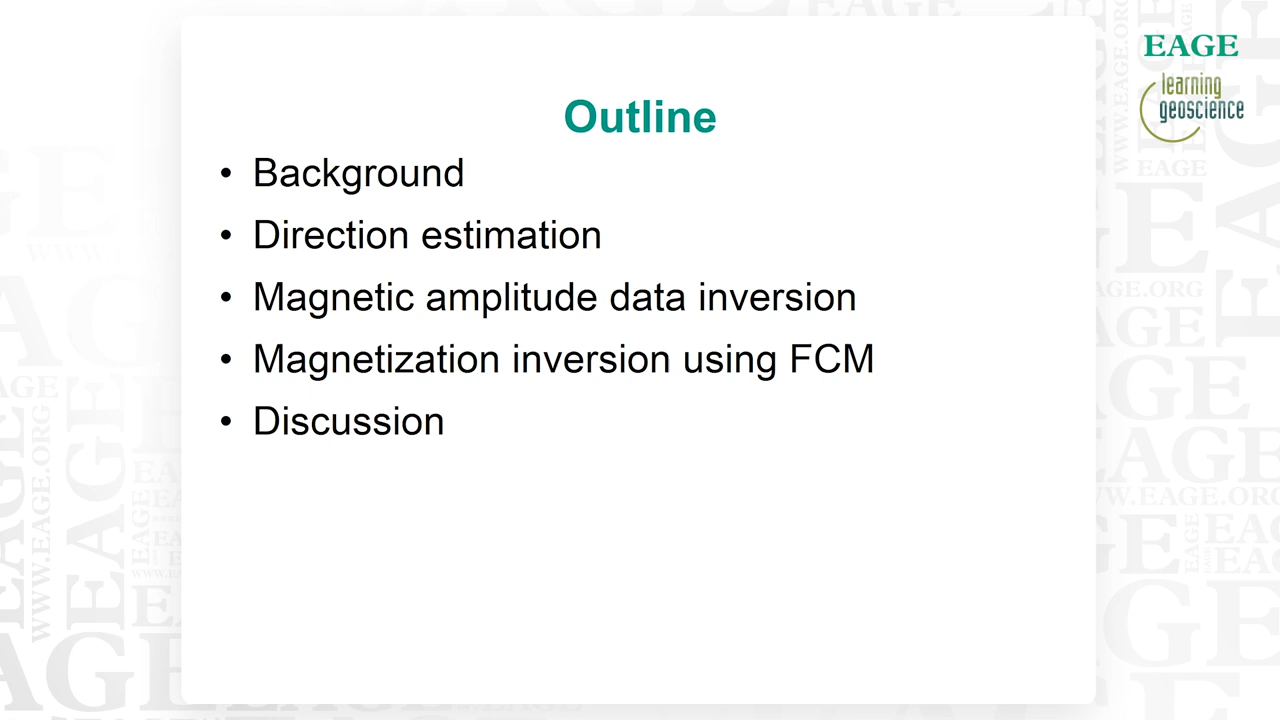 EAGE
learning
geoscience
Outline
• Background
• Direction estimation
• Magnetic amplitude data inversion
• Magnetization inversion using FCM
• Discussion